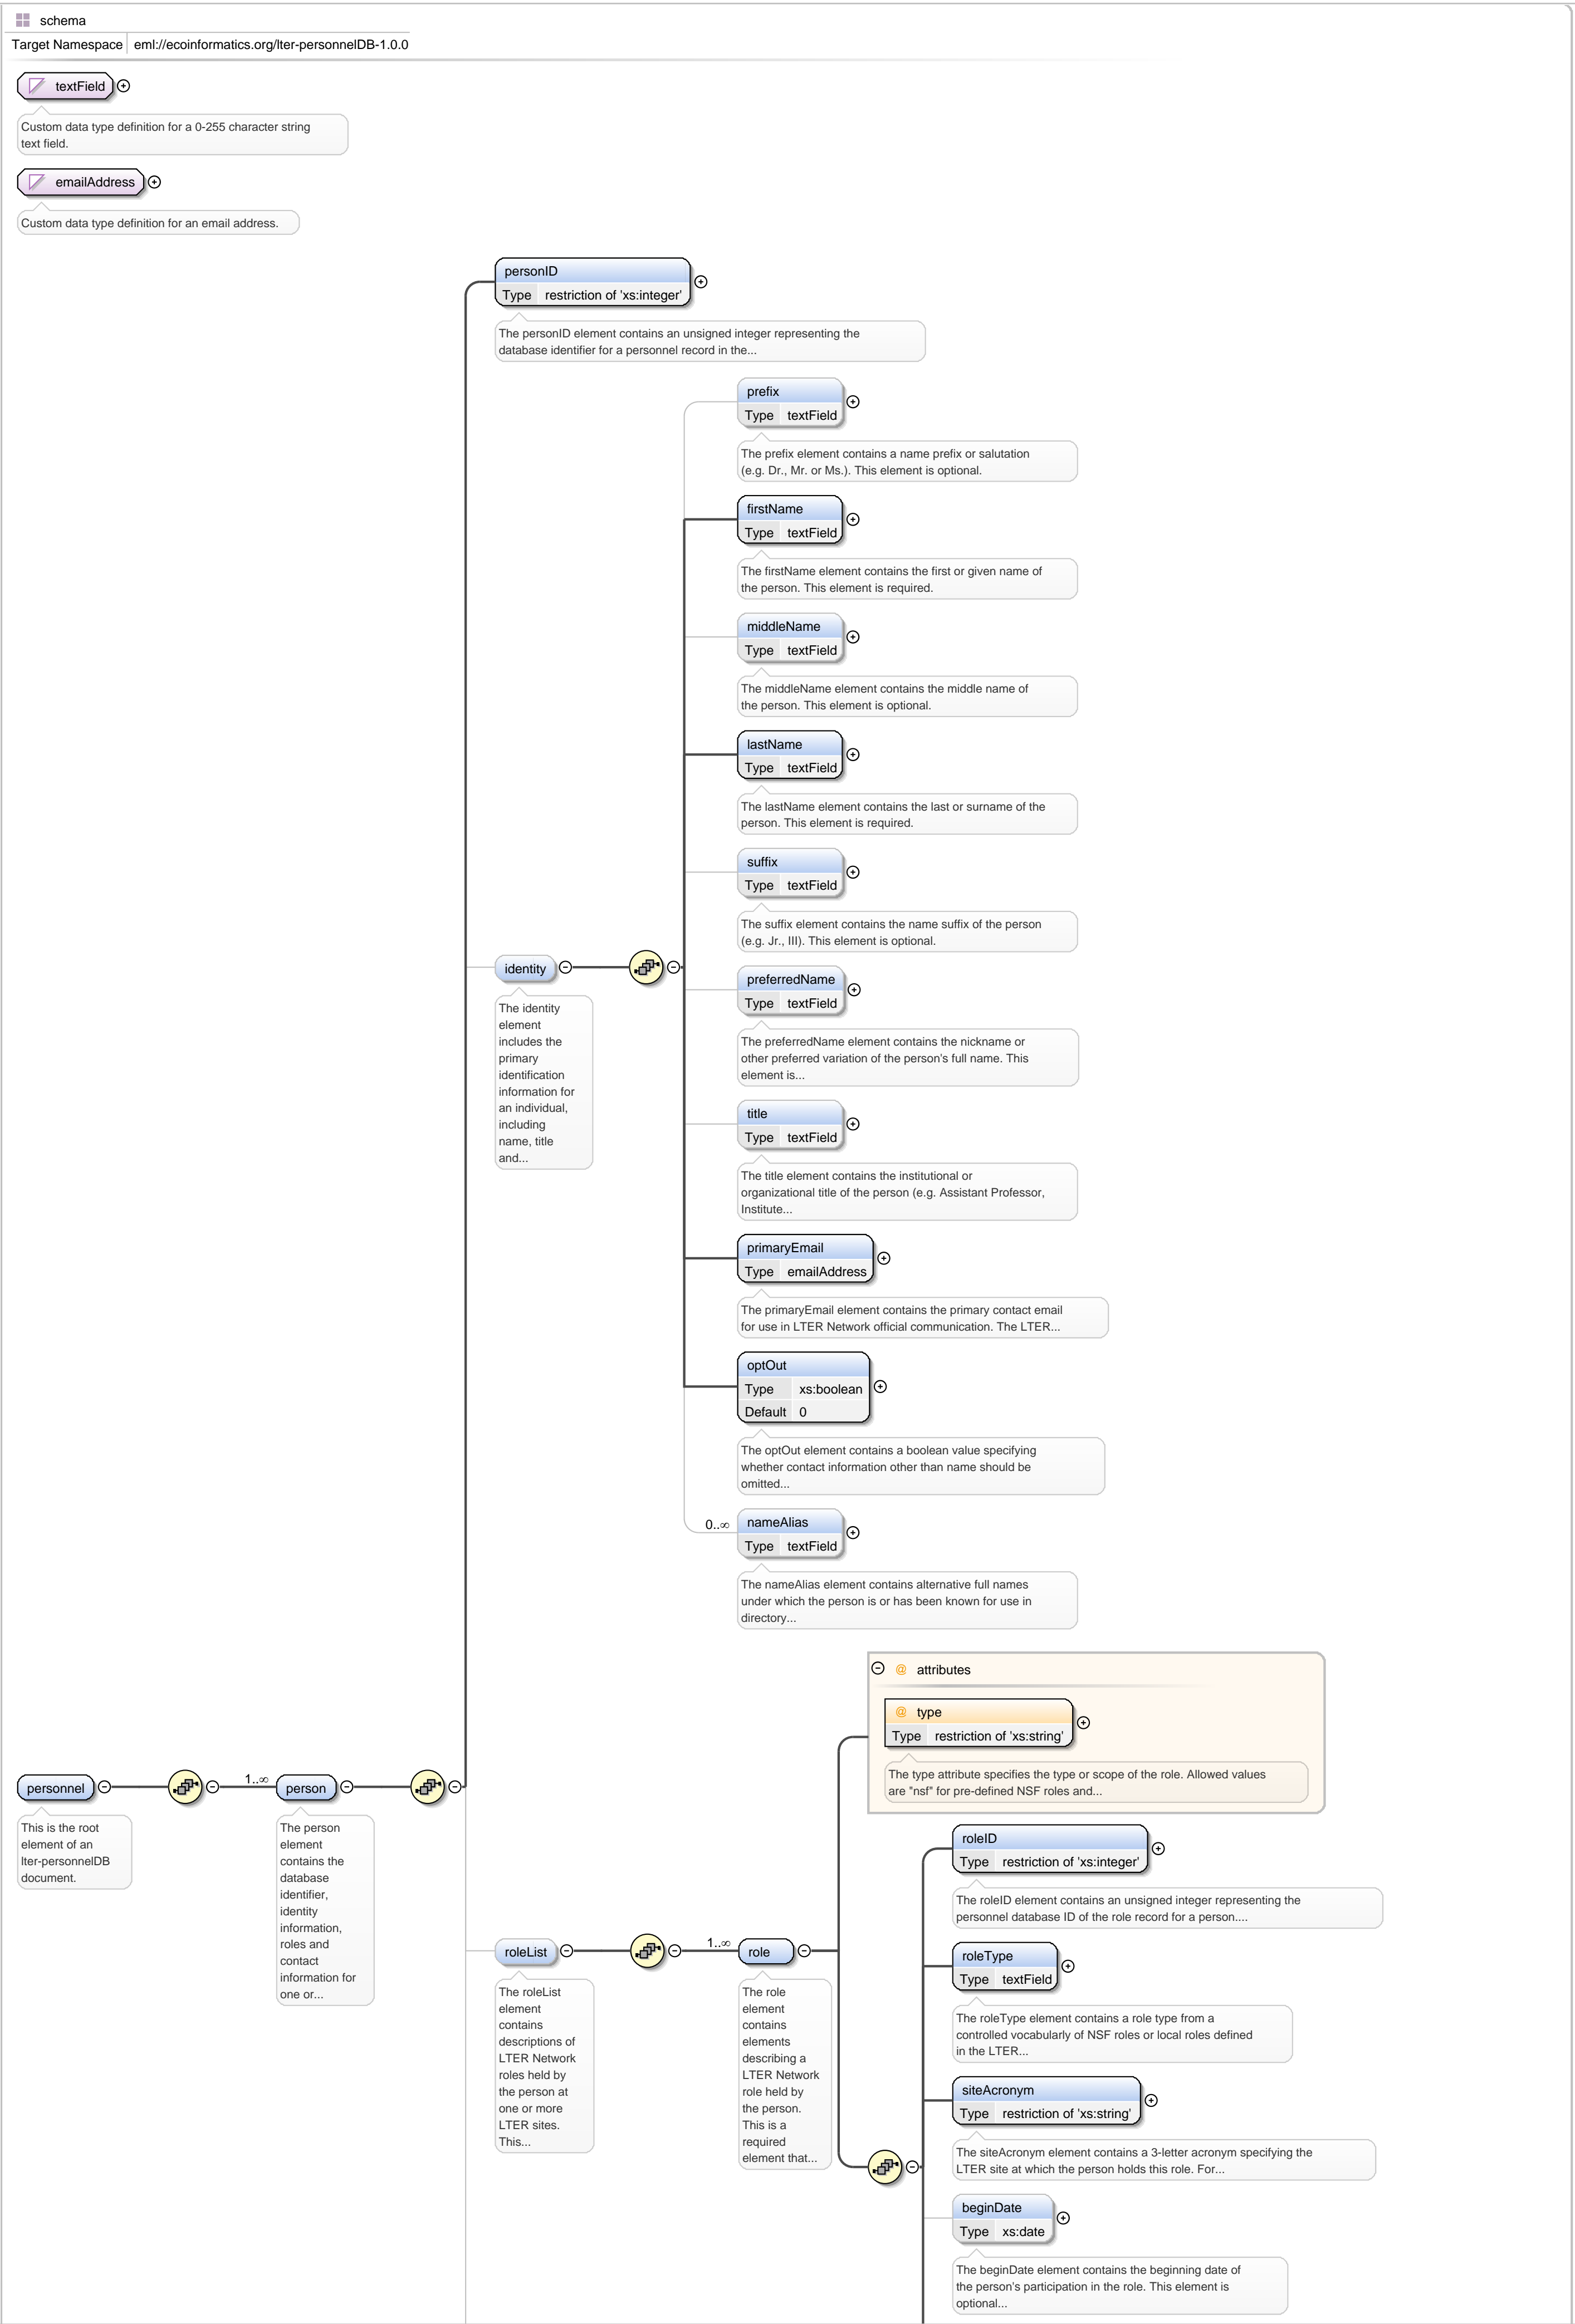 schema
Target Namespace eml://ecoinformatics.org/lter-personnelDB-1.0.0
textField
Custom data type definition for a 0-255 character string
text field.
emailAddress
Custom data type definition for an email address.
personID
Type restriction of 'xs:integer'
The personID element contains an unsigned integer representing the
database identifier for a personnel record in the...
prefix
Type textField
The prefix element contains a name prefix or salutation
(e.g. Dr., Mr. or Ms.). This element is optional.
firstName
Type textField
The firstName element contains the first or given name of
the person. This element is required.
middleName
Type textField
The middleName element contains the middle name of
the person. This element is optional.
lastName
Type textField
The lastName element contains the last or surname of the
person. This element is required.
suffix
Type textField
The suffix element contains the name suffix of the person
(e.g. Jr., III). This element is optional.
identity
The identity
element
includes the
primary
identification
information for
an individual,
including
name, title
and...
preferredName
Type textField
The preferredName element contains the nickname or
other preferred variation of the person's full name. This
element is...
title
Type textField
The title element contains the institutional or
organizational title of the person (e.g. Assistant Professor,
Institute...
primaryEmail
Type emailAddress
The primaryEmail element contains the primary contact email
for use in LTER Network official communication. The LTER...
optOut
Type xs:boolean
Default 0
The optOut element contains a boolean value specifying
whether contact information other than name should be
omitted...
0..∞
nameAlias
Type textField
The nameAlias element contains alternative full names
under which the person is or has been known for use in
directory...
@ attributes
@ type
Type restriction of 'xs:string'
The type attribute specifies the type or scope of the role. Allowed values
are "nsf" for pre-defined NSF roles and...
personnel
This is the root
element of an
lter-personnelDB
document.
1..∞
person
The person
element
contains the
database
identifier,
identity
information,
roles and
contact
information for
one or...
roleList
The roleList
element
contains
descriptions of
LTER Network
roles held by
the person at
one or more
LTER sites.
This...
1..∞
role
The role
element
contains
elements
describing a
LTER Network
role held by
the person.
This is a
required
element that...
roleID
Type restriction of 'xs:integer'
The roleID element contains an unsigned integer representing the
personnel database ID of the role record for a person....
roleType
Type textField
The roleType element contains a role type from a
controlled vocabularly of NSF roles or local roles defined
in the LTER...
siteAcronym
Type restriction of 'xs:string'
The siteAcronym element contains a 3-letter acronym specifying the
LTER site at which the person holds this role. For...
beginDate
Type xs:date
The beginDate element contains the beginning date of
the person's participation in the role. This element is
optional...